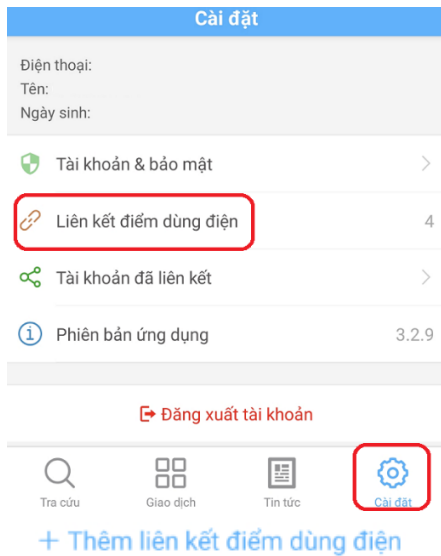 Cài đặt
Điện thoại:
Tên:
Ngày sinh:
Tài khoản & bảo mật
Liên kết điểm dùng điện 4
Tài khoản đã liên kết
Phiên bản ứng dụng 3.2.9
Đăng xuất tài khoản
Tra cứu Giao dịch Tin tức Cài đặt
+ Thêm liên kết điểm dùng điện